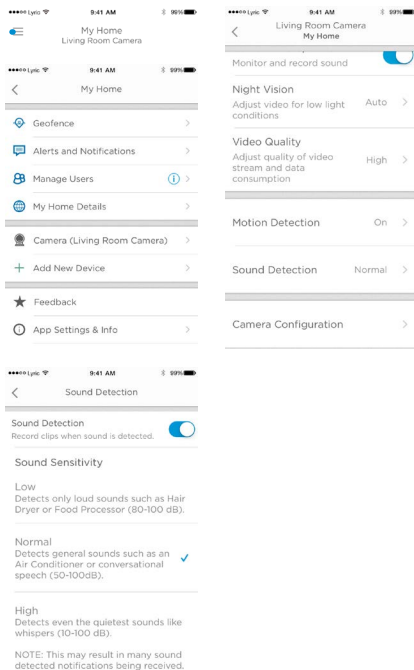 Lyric 9:41 AM 99%
My Home
Living Room Camera
Lyric 9:41 AM 99%
My Home
Geofence
Alerts and Notifications
Manage Users
My Home Details
Camera (Living Room Camera)
Add New Device
Feedback
App Settings & Info
Lyric 9:41 AM 99%
Sound Detection
Sound Detection
Record clips when sound is detected.
Sound Sensitivity
Low
Detects only loud sounds such as Hair
Dryer or Food Processor (80-100 dB).
Normal
Detects general sounds such as an
Air Conditioner or conversational
speech (50-100dB).
High
Detects even the quietest sounds like
whispers (10-100 dB).
NOTE: This may result in many sound
detected notifications being received.
Lyric 9:41 AM 89%
Living Room Camera
My Home
Monitor and record sound
Night Vision
Adjust video for low light Auto
conditions
Video Quality
Adjust quality of video
stream and data High
consumption
Motion Detection On
Sound Detection Normal
Camera Configuration